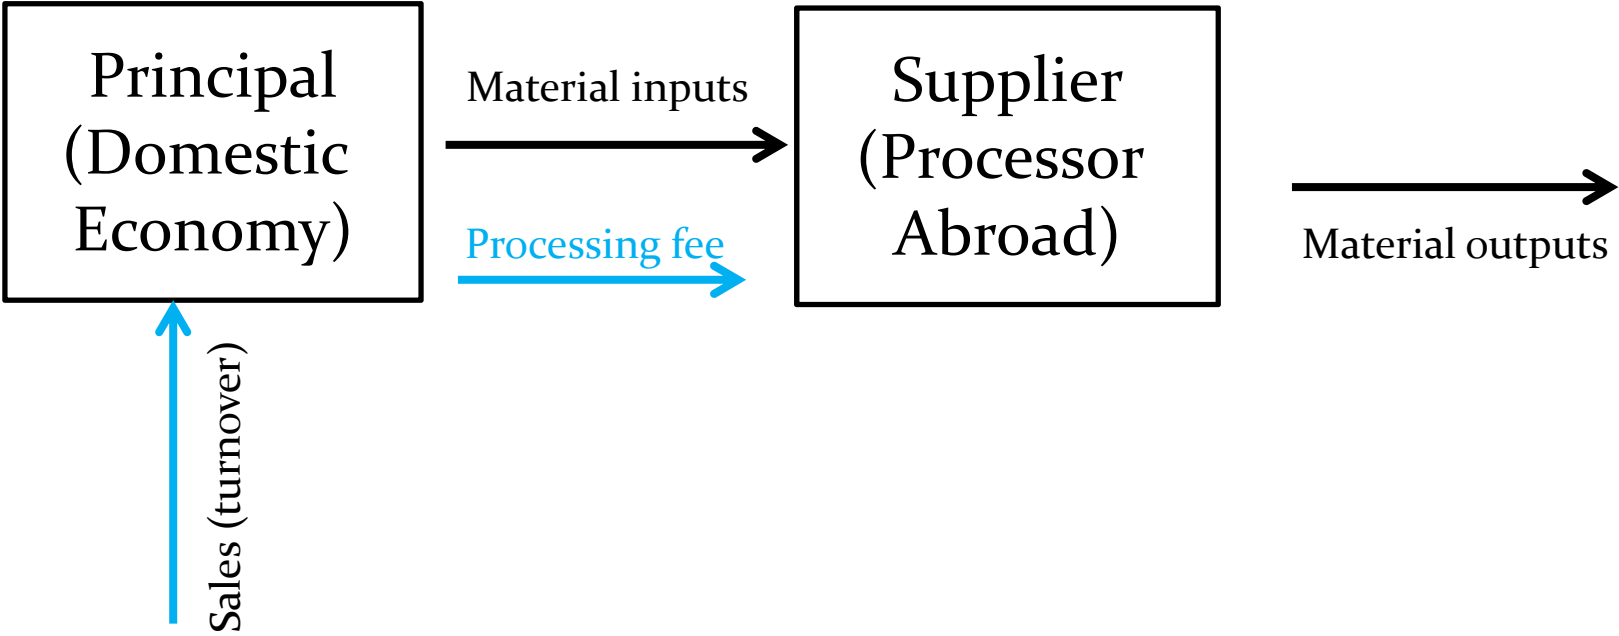 Principal
(Domestic
Economy)
Material inputs
Processing fee
Supplier
(Processor
Abroad)
Material outputs
Sales (turnover)